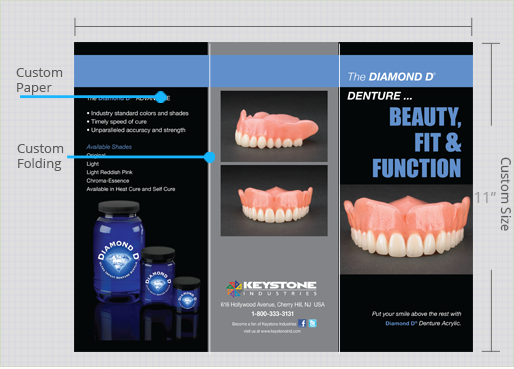 Custom
Paper
The Diamond D® ADVANTAGE
• Industry standard colors and shades
• Timely speed of cure
• Unparalleled accuracy and strength
Available Shades
Original
Light
Light Reddish Pink
Chroma-Essence
Available in Heat Cure and Self Cure
DIAMOND D
DIAMOND D
DIAMOND D
Custom
Folding
KEYSTONE
INDUSTRIES
616 Hollywood Avenue, Cherry Hill, NJ USA
1-800-333-3131
Become a fan of Keystone Industries
visit us at www.keystoneind.com
The DIAMOND D®
DENTURE ...
BEAUTY,
FIT &
FUNCTION
Put your smile above the rest with
Diamond D® Denture Acrylic.
11"
Custom Size